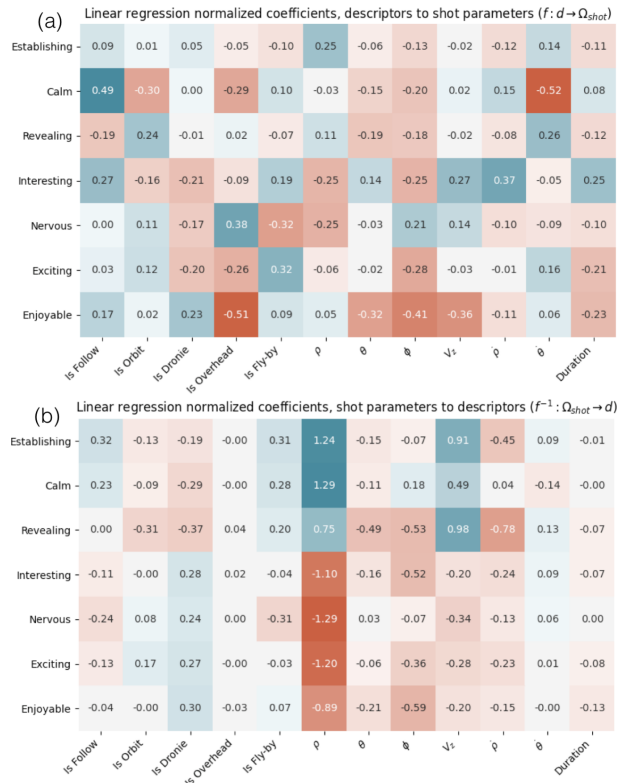 (a) Linear regression normalized coefficients, descriptors to shot parameters (f : d → Ω_shot)
Establishing 0.09 0.01 0.05 -0.05 -0.10 0.25 -0.06 -0.13 -0.02 -0.12 0.14 -0.11
Calm 0.49 -0.30 0.00 -0.29 0.10 -0.03 -0.15 -0.20 0.02 0.15 -0.52 0.08
Revealing -0.19 0.24 -0.01 0.02 -0.07 0.11 -0.19 -0.18 -0.02 -0.08 0.26 -0.12
Interesting 0.27 -0.16 -0.21 -0.09 0.19 -0.25 0.14 -0.25 0.27 0.37 -0.05 0.25
Nervous 0.00 0.11 -0.17 0.38 -0.32 -0.25 -0.03 0.21 0.14 -0.10 -0.09 -0.10
Exciting 0.03 0.12 -0.20 -0.26 0.32 -0.06 -0.02 -0.28 -0.03 -0.01 0.16 -0.21
Enjoyable 0.17 0.02 0.23 -0.51 0.09 0.05 -0.32 -0.41 -0.36 -0.11 0.06 -0.23
Is Follow Is Orbit Is Dronie Is Overhead Is Fly-by ρ θ ϕ V_z ρ̇ θ̇ Duration
(b) Linear regression normalized coefficients, shot parameters to descriptors (f⁻¹ : Ω_shot → d)
Establishing 0.32 -0.13 -0.19 -0.00 0.31 1.24 -0.15 -0.07 0.91 -0.45 0.09 -0.01
Calm 0.23 -0.09 -0.29 -0.00 0.28 1.29 -0.11 0.18 0.49 0.04 -0.14 -0.00
Revealing 0.00 -0.31 -0.37 0.04 0.20 0.75 -0.49 -0.53 0.98 -0.78 0.13 -0.07
Interesting -0.11 -0.00 0.28 0.02 -0.04 -1.10 -0.16 -0.52 -0.20 -0.24 0.09 -0.07
Nervous -0.24 0.08 0.24 0.00 -0.31 -1.29 0.03 -0.07 -0.34 -0.13 0.06 0.00
Exciting -0.13 0.17 0.27 -0.00 -0.03 -1.20 -0.06 -0.36 -0.28 -0.23 0.01 -0.08
Enjoyable -0.04 -0.00 0.30 -0.03 0.07 -0.89 -0.21 -0.59 -0.20 -0.15 -0.00 -0.13
Is Follow Is Orbit Is Dronie Is Overhead Is Fly-by ρ θ ϕ V_z ρ̇ θ̇ Duration